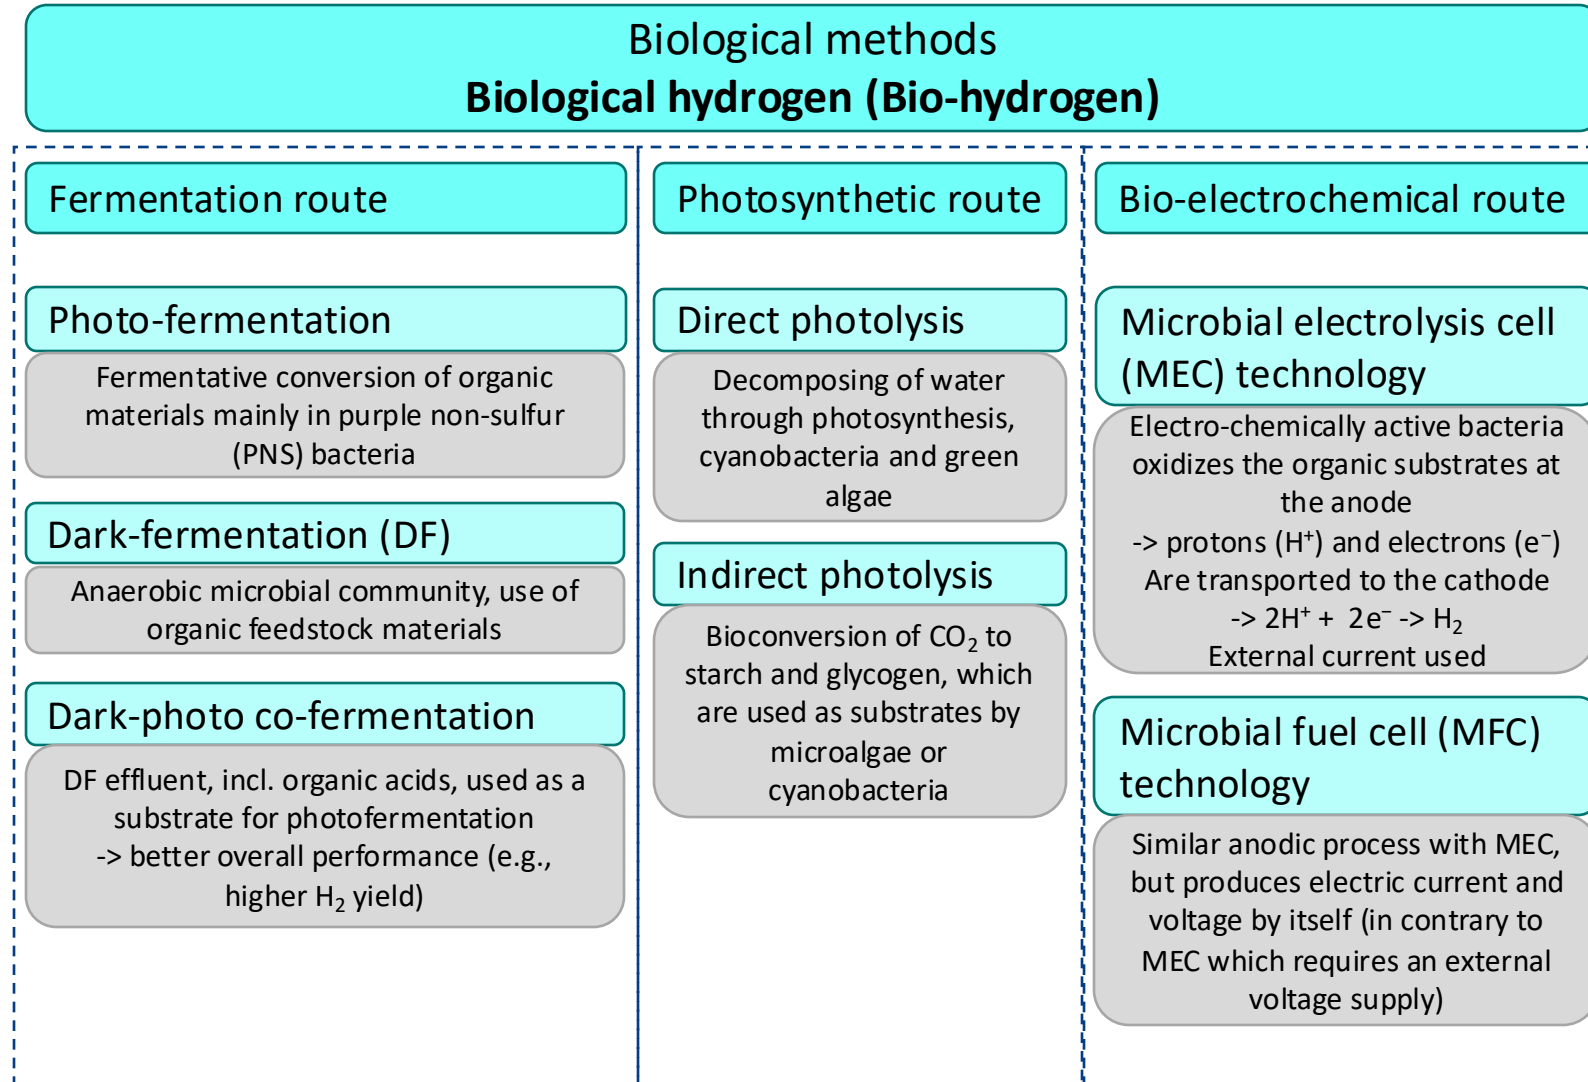 Biological methods
Biological hydrogen (Bio-hydrogen)
Fermentation route
Photo-fermentation
Fermentative conversion of organic
materials mainly in purple non-sulfur
(PNS) bacteria
Dark-fermentation (DF)
Anaerobic microbial community, use of
organic feedstock materials
Dark-photo co-fermentation
DF effluent, incl. organic acids, used as a
substrate for photofermentation
-> better overall performance (e.g.,
higher H₂ yield)
Photosynthetic route
Direct photolysis
Decomposing of water
through photosynthesis,
cyanobacteria and green
algae
Indirect photolysis
Bioconversion of CO₂ to
starch and glycogen, which
are used as substrates by
microalgae or
cyanobacteria
Bio-electrochemical route
Microbial electrolysis cell
(MEC) technology
Electro-chemically active bacteria
oxidizes the organic substrates at
the anode
-> protons (H⁺) and electrons (e⁻)
Are transported to the cathode
-> 2H⁺ + 2e⁻ -> H₂
External current used
Microbial fuel cell (MFC)
technology
Similar anodic process with MEC,
but produces electric current and
voltage by itself (in contrary to
MEC which requires an external
voltage supply)